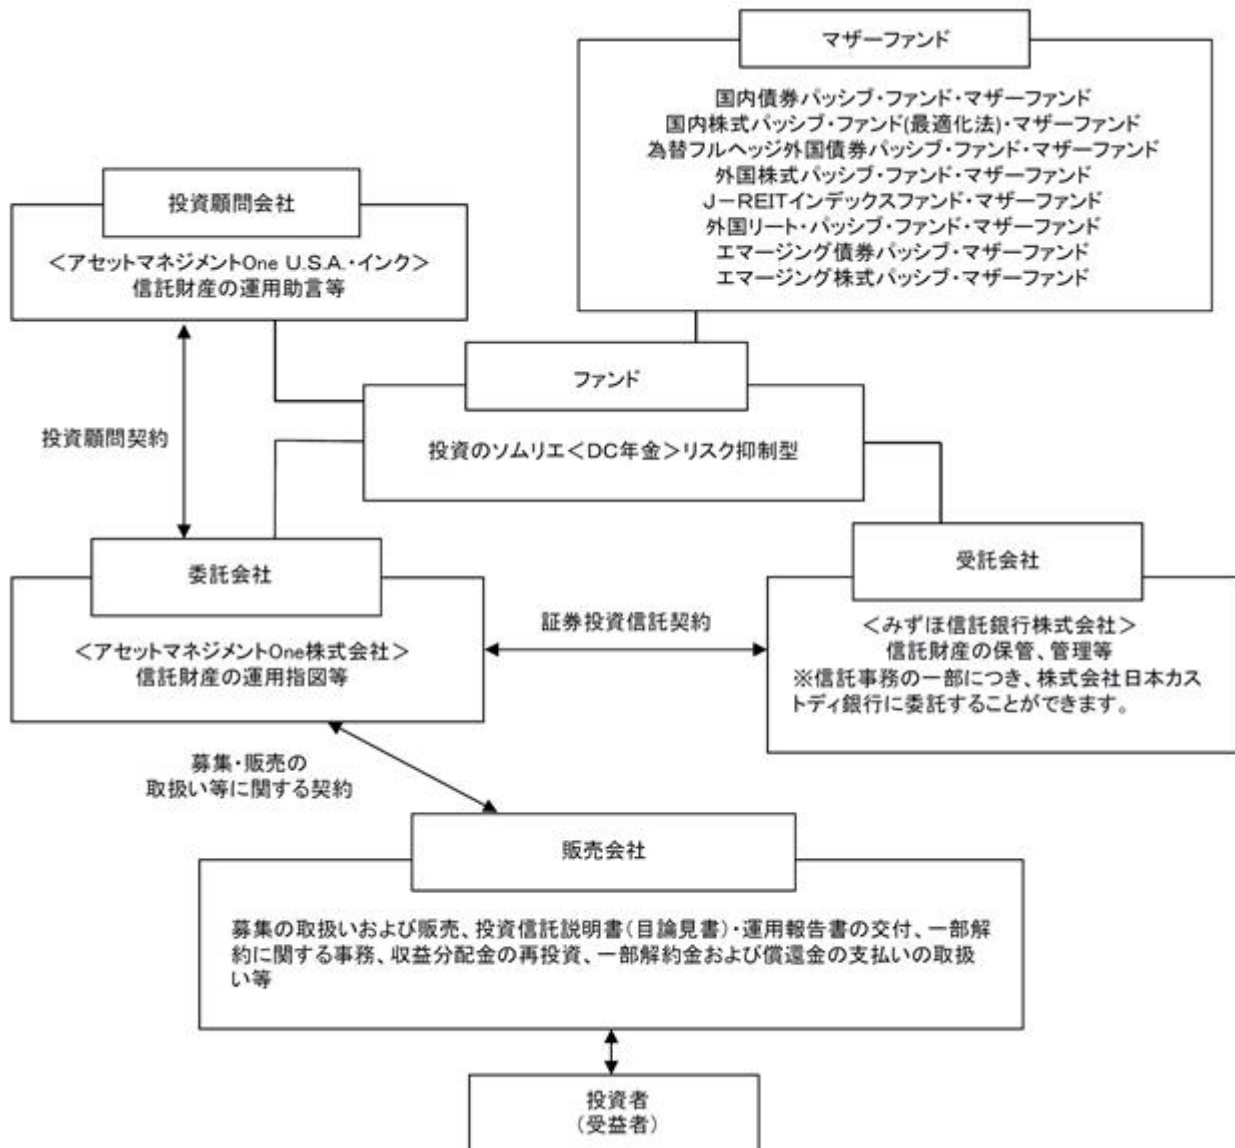 マザーファンド
国内債券パッシブ・ファンド・マザーファンド
国内株式パッシブ・ファンド(最適化法)・マザーファンド
為替フルヘッジ外国債券パッシブ・ファンド・マザーファンド
外国株式パッシブ・ファンド・マザーファンド
J-REITインデックスファンド・マザーファンド
外国リート・パッシブ・ファンド・マザーファンド
エマージング債券パッシブ・マザーファンド
エマージング株式パッシブ・マザーファンド
投資顧問会社
<アセットマネジメントOne U.S.A.・インク>
信託財産の運用助言等
ファンド
投資のソムリエ<DC年金>リスク抑制型
投資顧問契約
委託会社
<アセットマネジメントOne株式会社>
信託財産の運用指図等
証券投資信託契約
受託会社
<みずほ信託銀行株式会社>
信託財産の保管、管理等
※信託事務の一部につき、株式会社日本カス
トディ銀行に委託することができます。
募集・販売の
取扱い等に関する契約
販売会社
募集の取扱いおよび販売、投資信託説明書(目論見書)・運用報告書の交付、一部解
約に関する事務、収益分配金の再投資、一部解約金および償還金の支払いの取扱
い等
投資者
(受益者)